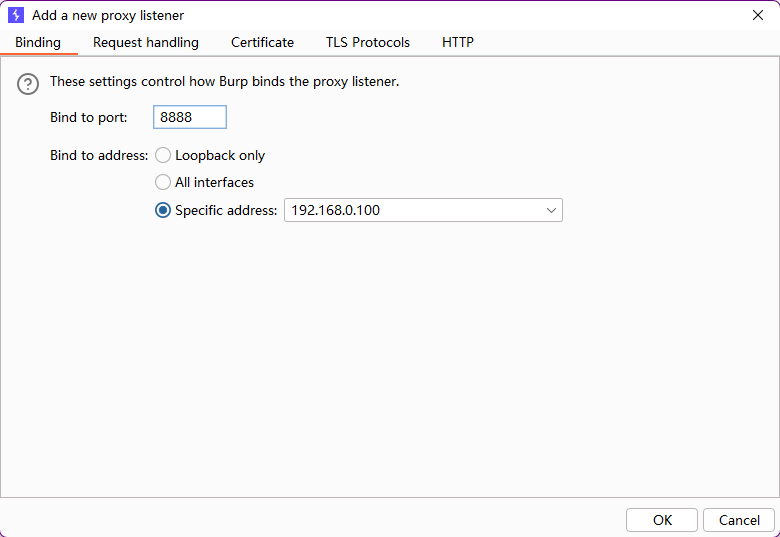 Add a new proxy listener
Binding Request handling Certificate TLS Protocols HTTP
These settings control how Burp binds the proxy listener.
Bind to port: 8888
Bind to address: Loopback only
All interfaces
Specific address: 192.168.0.100
OK Cancel